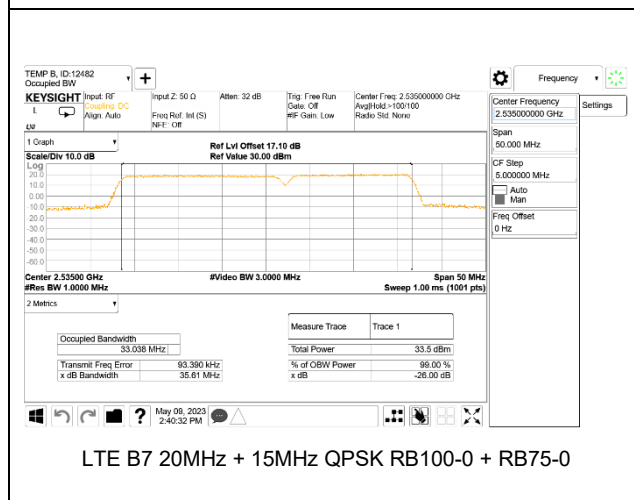 TEMP B, ID:12482
Occupied BW
+
Frequency
KEYSIGHT Input: RF Input Z: 50 Ω Atten: 32 dB Trig: Free Run Center Freq: 2.535000000 GHz
L Coupling: DC Gate: Off Avg|Hold:>100/100
Align: Auto Freq Ref: Int (S) #IF Gain: Low Radio Std: None
NFE: Off
Center Frequency
2.535000000 GHz
Settings
Span
50.000 MHz
CF Step
5.000000 MHz
Auto
Man
Freq Offset
0 Hz
1 Graph
Ref Lvl Offset 17.10 dB
Scale/Div 10.0 dB Ref Value 30.00 dBm
Log
20.0
10.0
0.00
-10.0
-20.0
-30.0
-40.0
-50.0
-60.0
Center 2.53500 GHz #Video BW 3.0000 MHz Span 50 MHz
#Res BW 1.0000 MHz Sweep 1.00 ms (1001 pts)
2 Metrics
Measure Trace Trace 1
Occupied Bandwidth
33.038 MHz Total Power 33.5 dBm
Transmit Freq Error 93.390 kHz % of OBW Power 99.00 %
x dB Bandwidth 35.61 MHz x dB -26.00 dB
? May 09, 2023
2:40:32 PM
LTE B7 20MHz + 15MHz QPSK RB100-0 + RB75-0